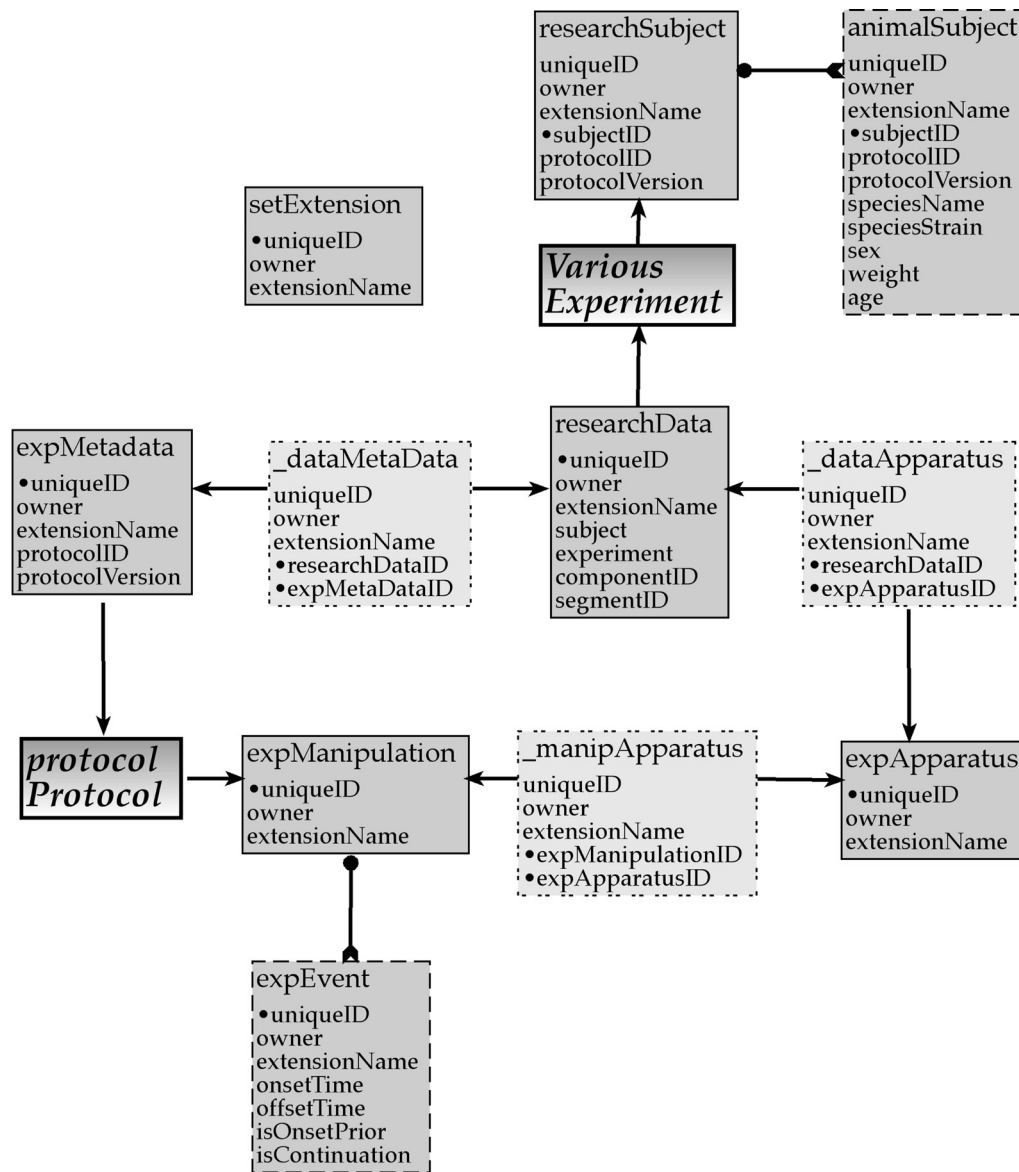 researchSubject
uniqueID
owner
extensionName
•subjectID
protocolID
protocolVersion
animalSubject
uniqueID
owner
extensionName
•subjectID
protocolID
protocolVersion
speciesName
speciesStrain
sex
weight
age
setExtension
•uniqueID
owner
extensionName
Various
Experiment
expMetadata
•uniqueID
owner
extensionName
protocolID
protocolVersion
_dataMetaData
uniqueID
owner
extensionName
•researchDataID
•expMetaDataID
researchData
•uniqueID
owner
extensionName
subject
experiment
componentID
segmentID
_dataApparatus
uniqueID
owner
extensionName
•researchDataID
•expApparatusID
protocol
Protocol
expManipulation
•uniqueID
owner
extensionName
_manipApparatus
uniqueID
owner
extensionName
•expManipulationID
•expApparatusID
expApparatus
•uniqueID
owner
extensionName
expEvent
•uniqueID
owner
extensionName
onsetTime
offsetTime
isOnsetPrior
isContinuation